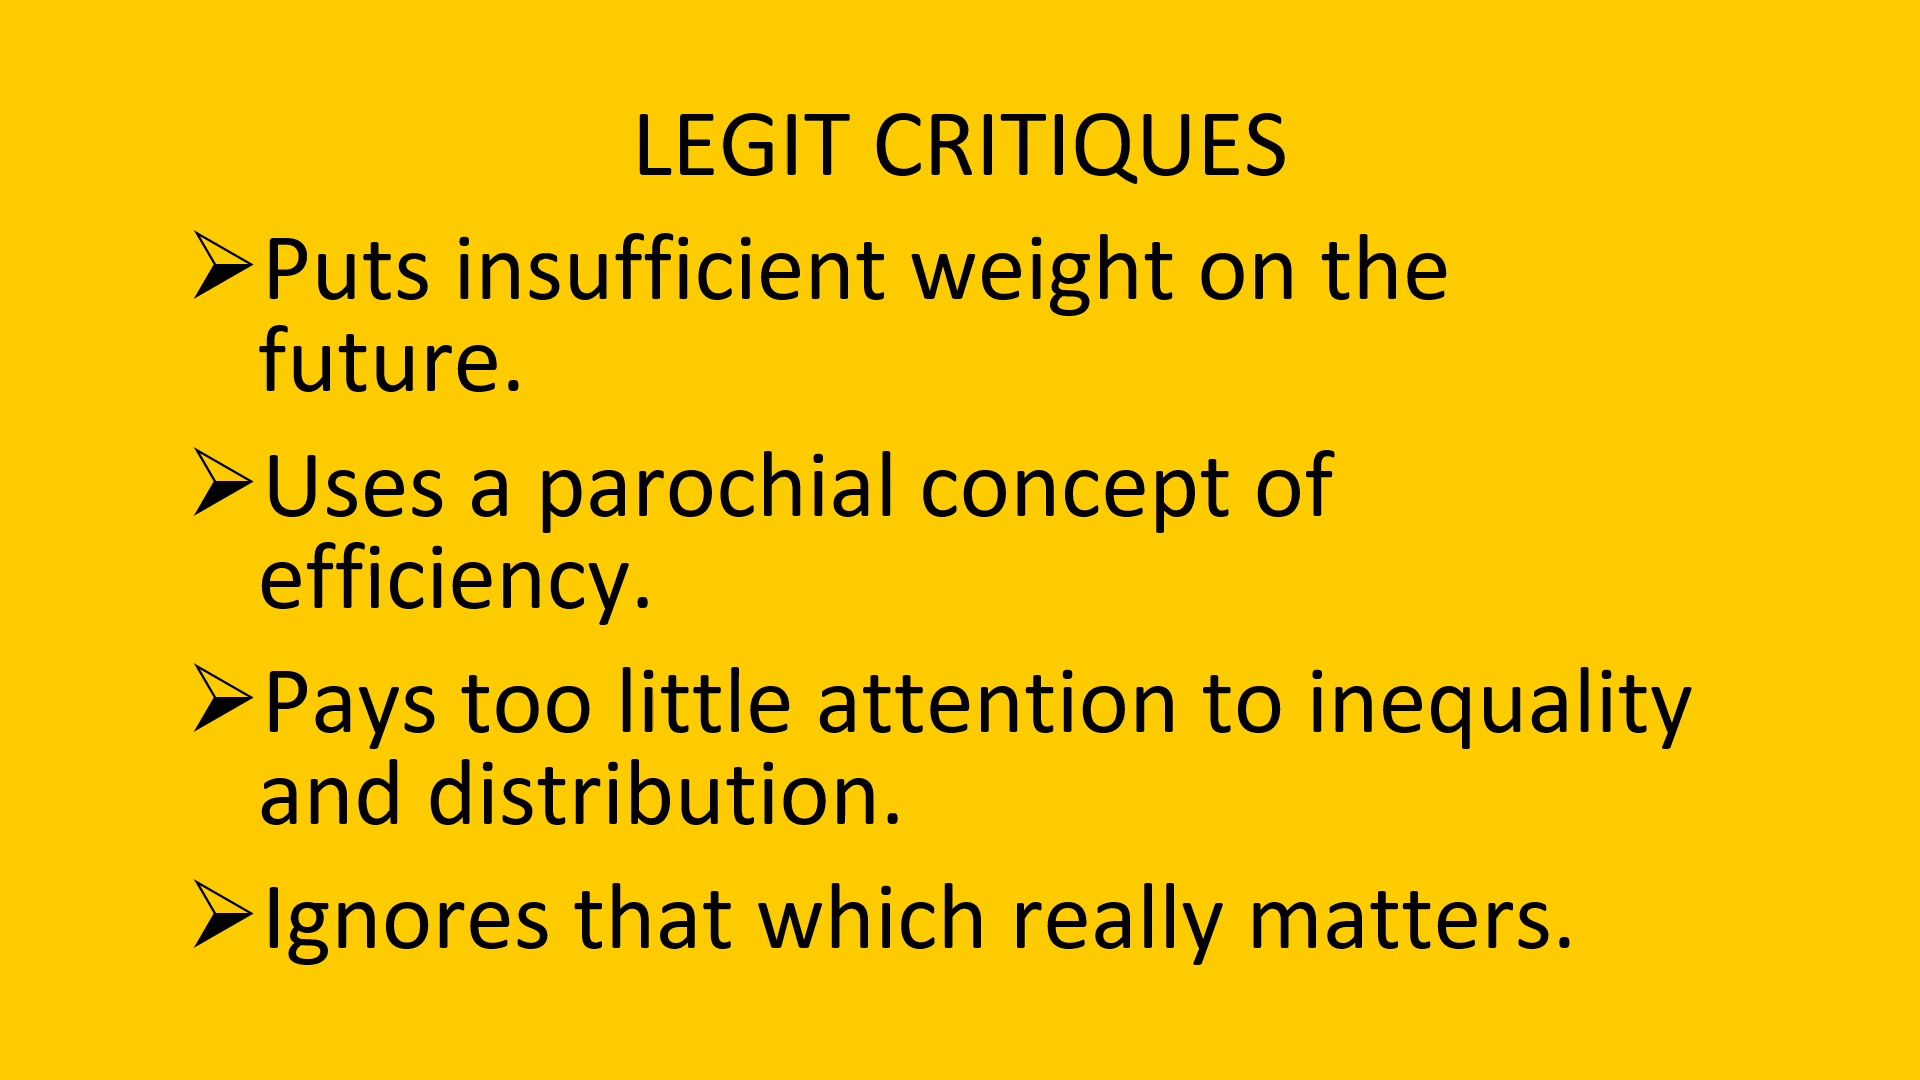 LEGIT CRITIQUES
➢Puts insufficient weight on the
future.
➢Uses a parochial concept of
efficiency.
➢Pays too little attention to inequality
and distribution.
➢Ignores that which really matters.